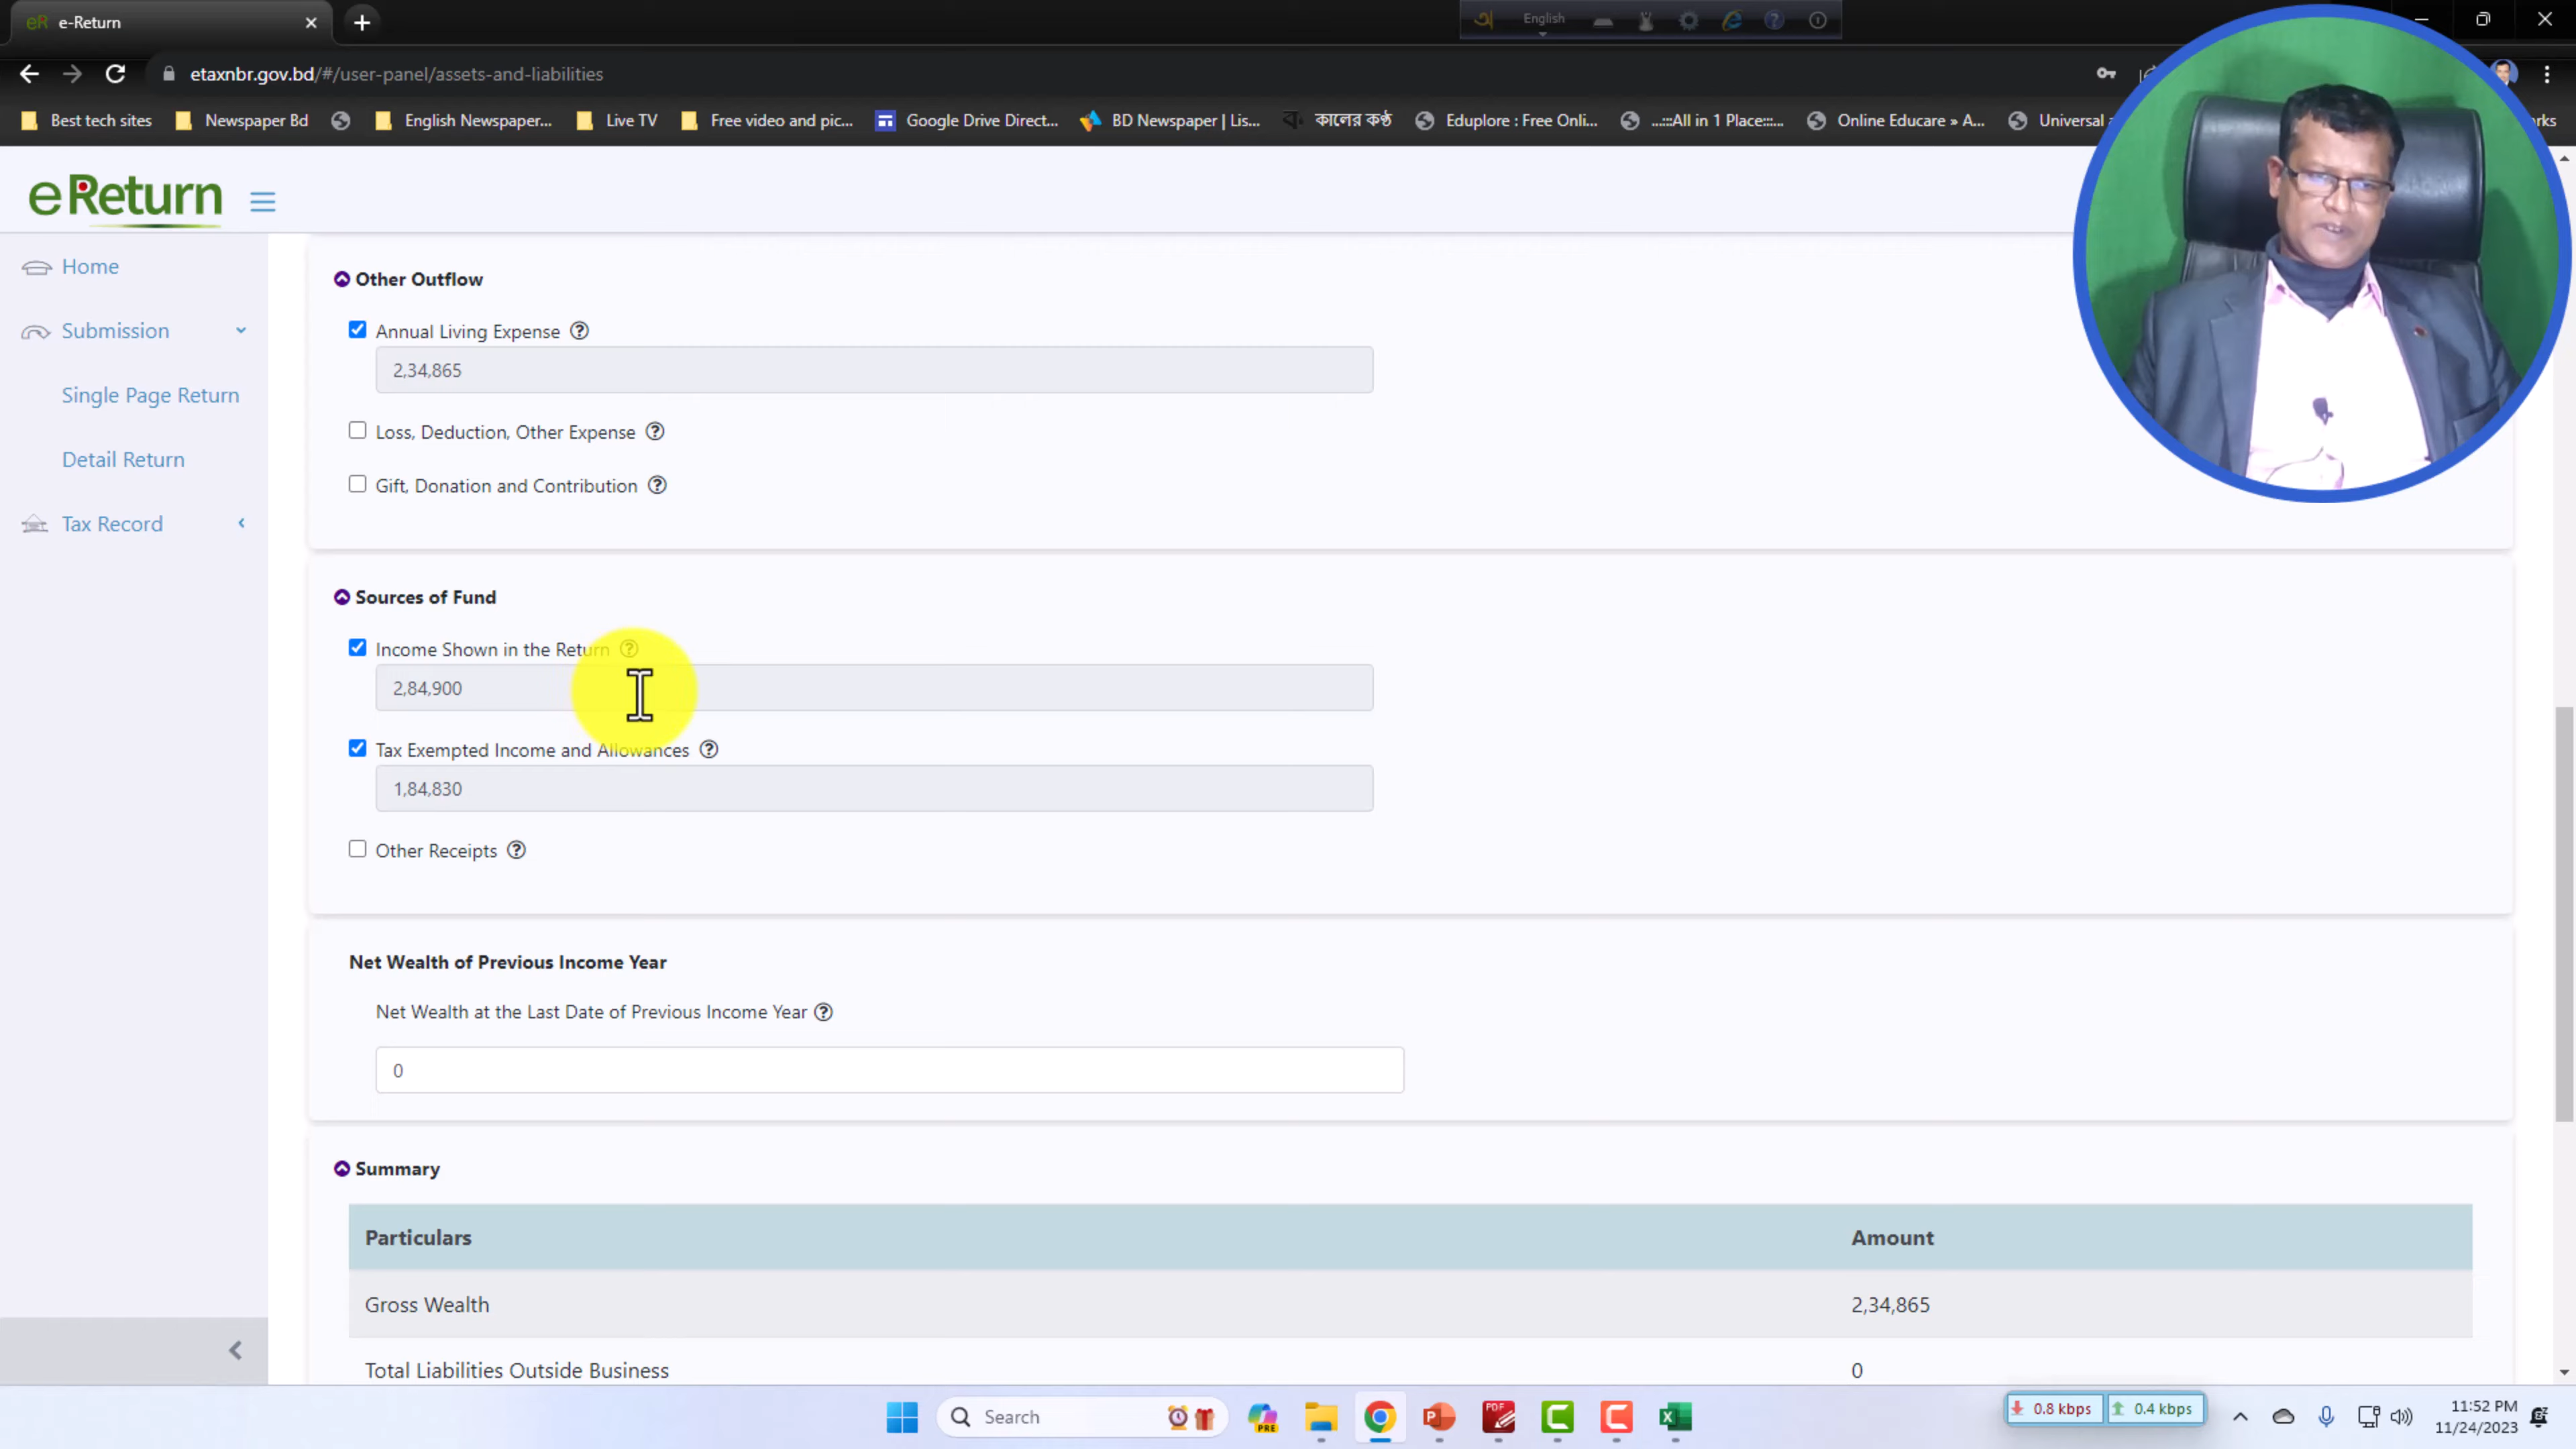 eR e-Return
অ English
etaxnbr.gov.bd/#/user-panel/assets-and-liabilities
Best tech sites Newspaper Bd English Newspaper... Live TV Free video and pic... Google Drive Direct... BD Newspaper | Lis... কালের কণ্ঠ Eduplore : Free Onli... ...:::All in 1 Place:::... Online Educare » A... Universal
eReturn
Home
Submission
Single Page Return
Detail Return
Tax Record
Other Outflow
Annual Living Expense
2,34,865
Loss, Deduction, Other Expense
Gift, Donation and Contribution
Sources of Fund
Income Shown in the Return
2,84,900
Tax Exempted Income and Allowances
1,84,830
Other Receipts
Net Wealth of Previous Income Year
Net Wealth at the Last Date of Previous Income Year
0
Summary
Particulars Amount
Gross Wealth 2,34,865
Total Liabilities Outside Business 0
Search
PRE
PDF
0.8 kbps 0.4 kbps
11:52 PM
11/24/2023